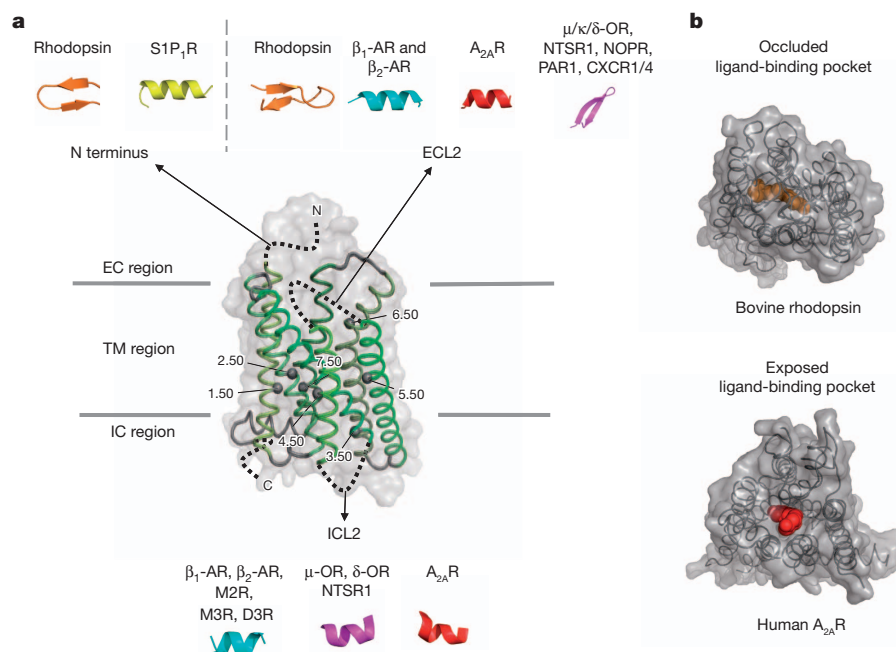 a
Rhodopsin
S1P₁R
Rhodopsin
β₁-AR and
β₂-AR
A₂ₐR
μ/κ/δ-OR,
NTSR1, NOPR,
PAR1, CXCR1/4
N terminus
ECL2
N
EC region
6.50
TM region
2.50
7.50
1.50
5.50
IC region
4.50
3.50
C
ICL2
β₁-AR, β₂-AR,
M2R,
M3R, D3R
μ-OR, δ-OR
NTSR1
A₂ₐR
b
Occluded
ligand-binding pocket
Bovine rhodopsin
Exposed
ligand-binding pocket
Human A₂ₐR